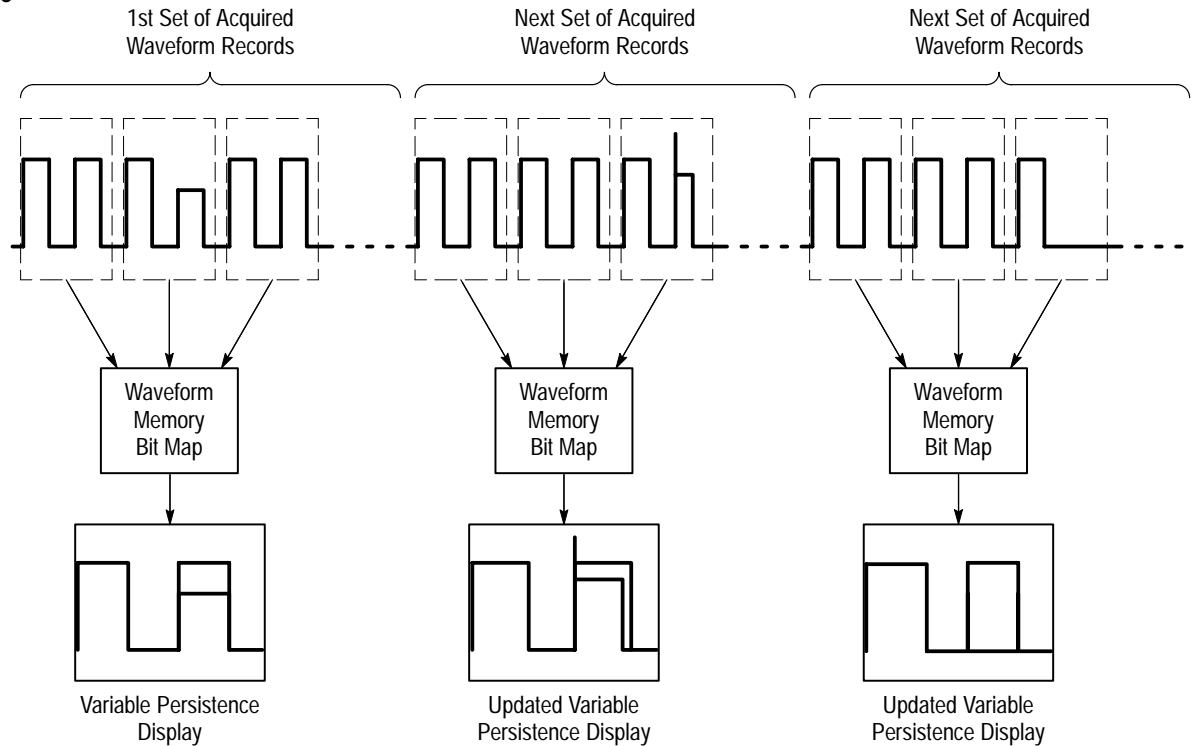 1st Set of Acquired
Waveform Records
Next Set of Acquired
Waveform Records
Next Set of Acquired
Waveform Records
Waveform
Memory
Bit Map
Waveform
Memory
Bit Map
Waveform
Memory
Bit Map
Variable Persistence
Display
Updated Variable
Persistence Display
Updated Variable
Persistence Display